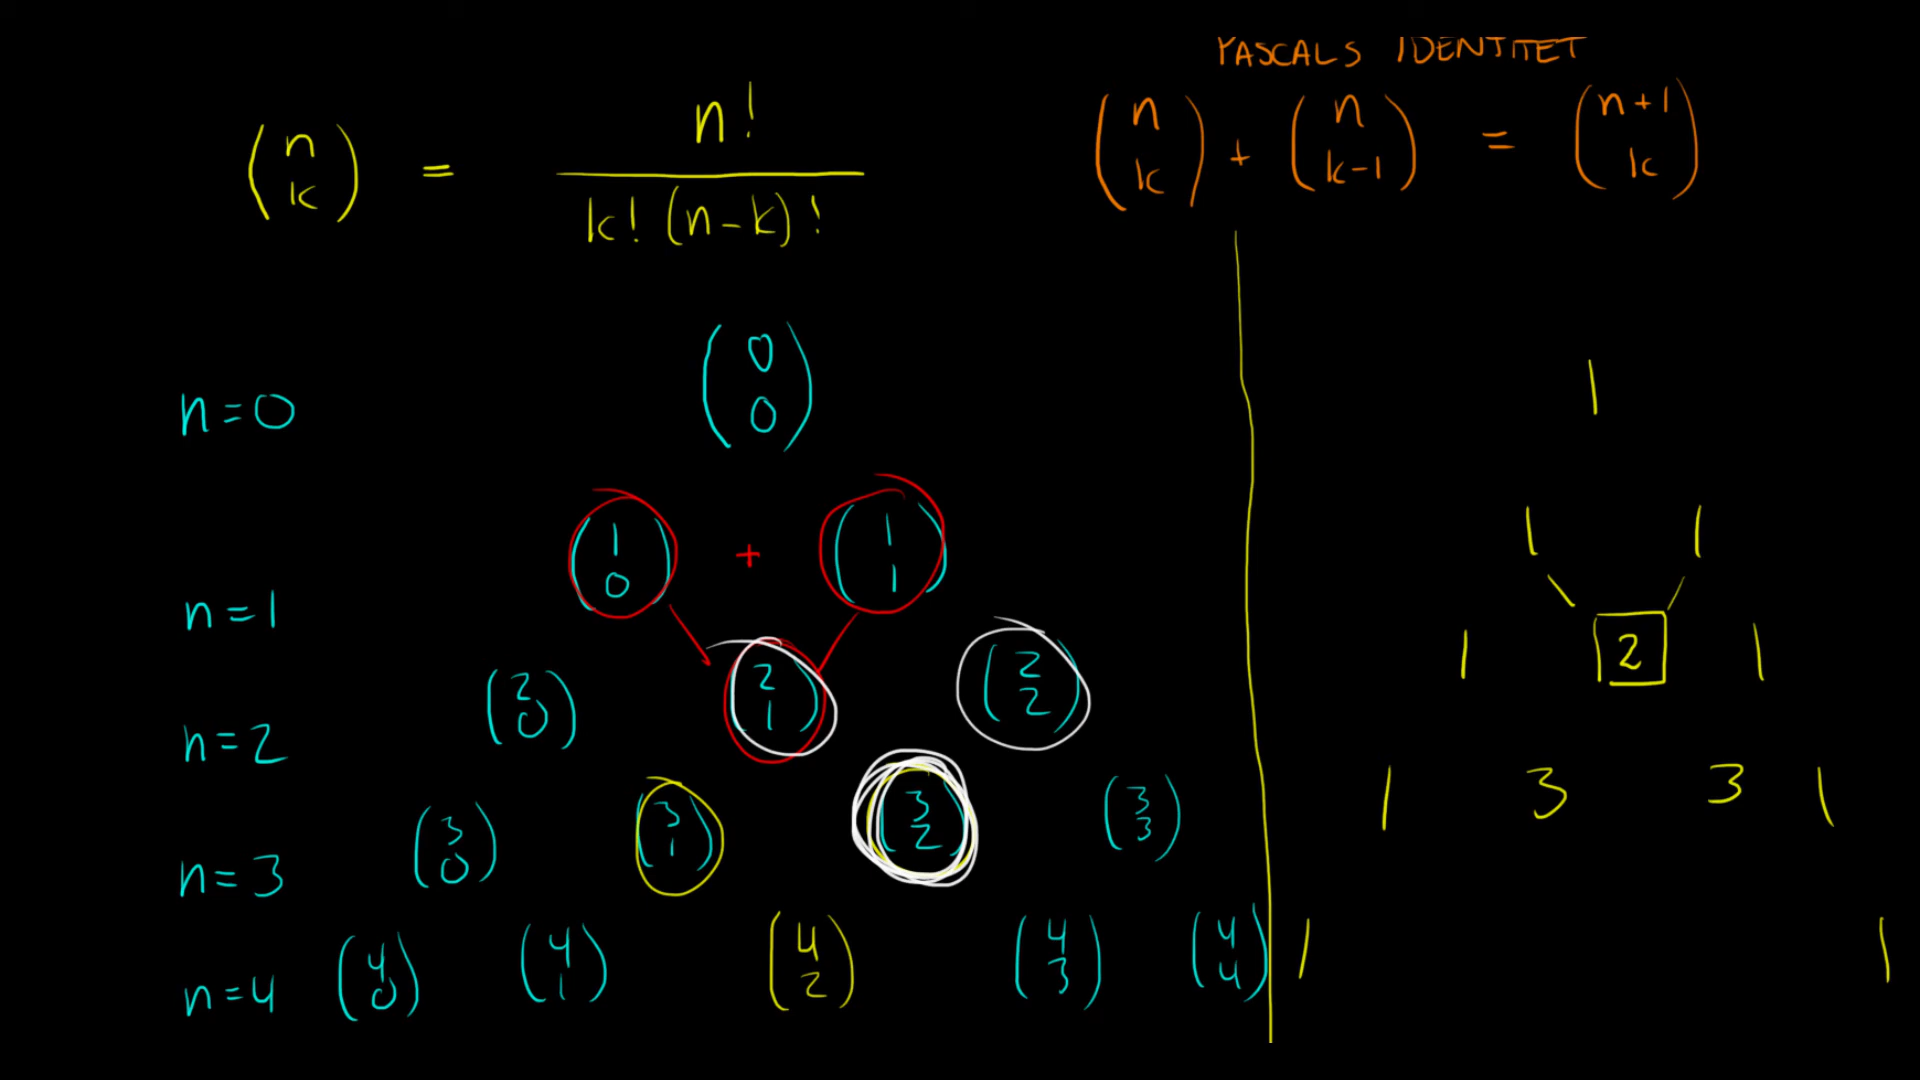 PASCALS IDENTITET
(n k) = n! / k! (n-k)!
(n k) + (n k-1) = (n+1 k)
n=0 (0 0)
1
n=1 (1 0) + (1 1)
1 1
n=2 (2 0) (2 1) (2 2)
1 2 1
n=3 (3 0) (3 1) (3 2) (3 3)
1 3 3 1
n=4 (4 0) (4 1) (4 2) (4 3) (4 4)
1 1